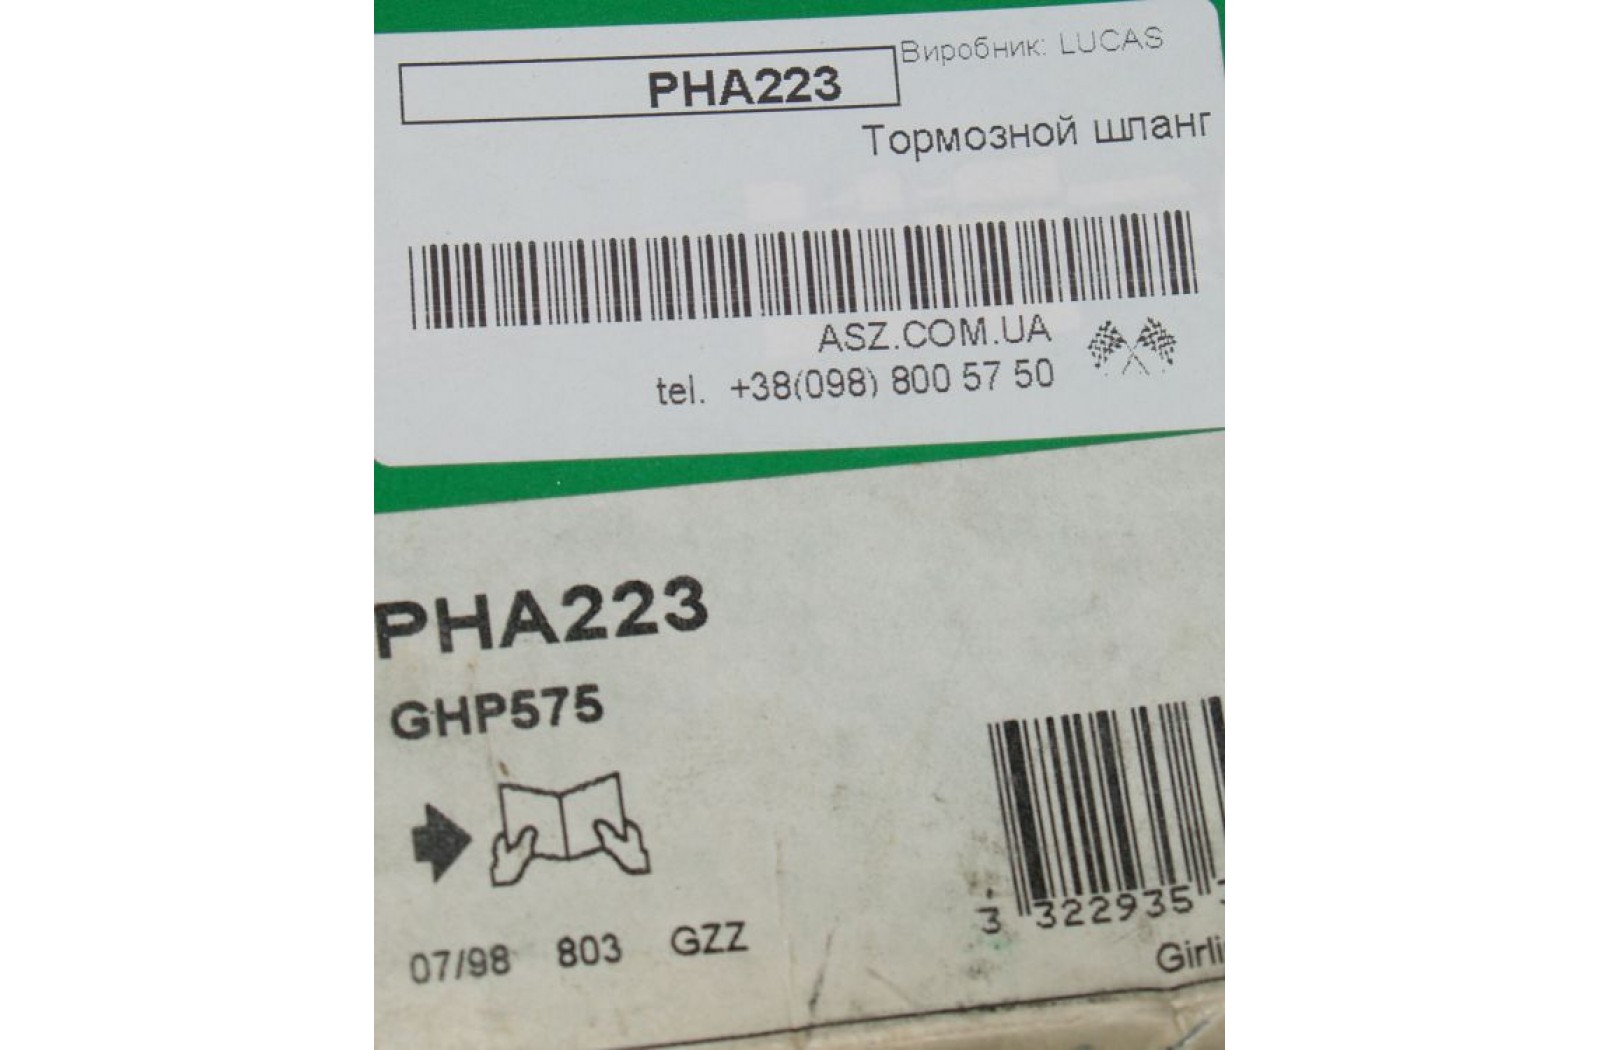 PHA223
Виробник: LUCAS
Тормозной шланг
ASZ.COM.UA
tel. +38(098) 800 57 50
PHA223
GHP575
3 322935
07/98 803 GZZ